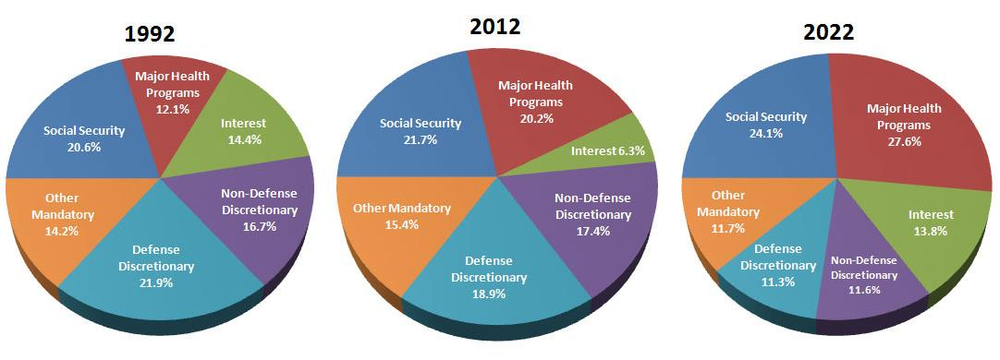 1992
Major Health
Programs
12.1%
Interest
14.4%
Non-Defense
Discretionary
16.7%
Defense
Discretionary
21.9%
Other
Mandatory
14.2%
Social Security
20.6%
2012
Major Health
Programs
20.2%
Interest 6.3%
Non-Defense
Discretionary
17.4%
Defense
Discretionary
18.9%
Other Mandatory
15.4%
Social Security
21.7%
2022
Major Health
Programs
27.6%
Interest
13.8%
Non-Defense
Discretionary
11.6%
Defense
Discretionary
11.3%
Other
Mandatory
11.7%
Social Security
24.1%